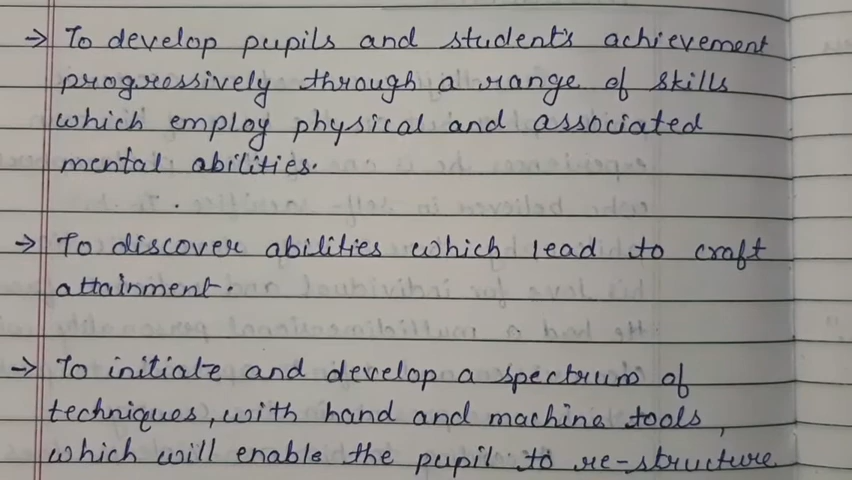 → To develop pupils and student's achievement
progressively through a range of skills
which employ physical and associated
mental abilities.
→ To discover abilities which lead to craft
attainment.
→ To initiate and develop a spectrum of
techniques, with hand and machine tools,
which will enable the pupil to re-structure